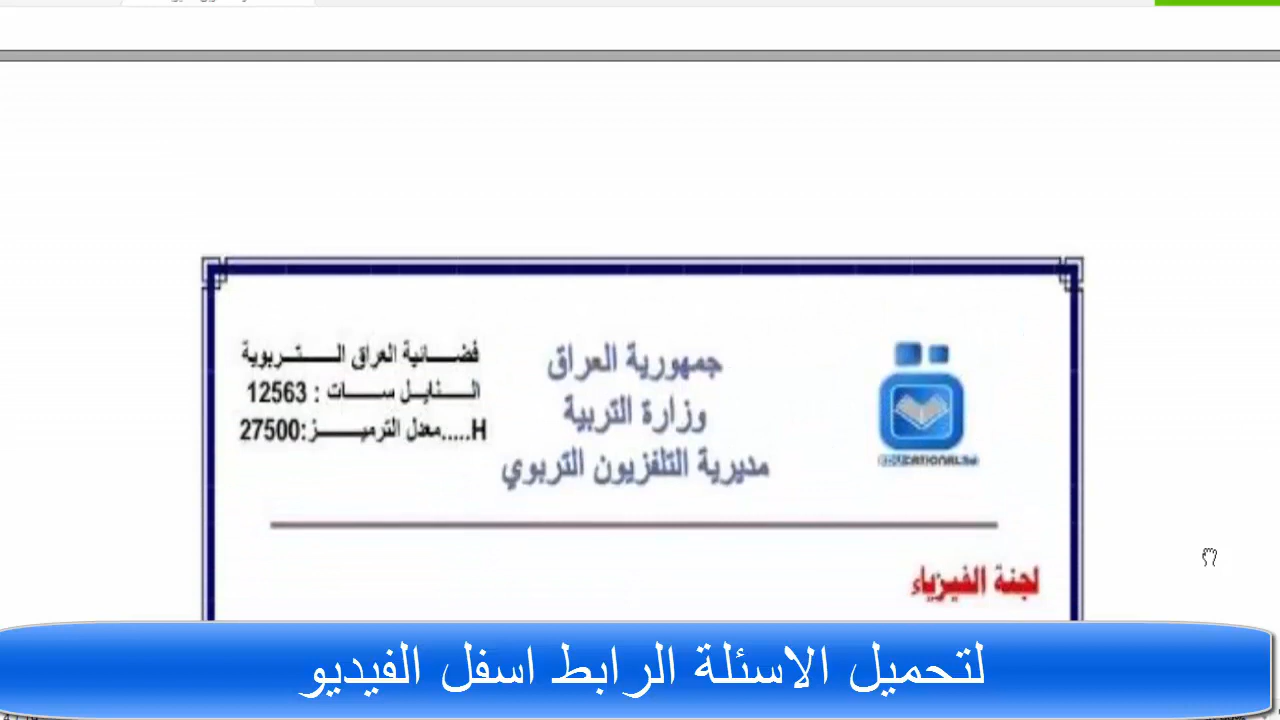 جمهورية العراق
وزارة التربية
مديرية التلفزيون التربوي
فضائية العراق التربوية
النايل سات : 12563
H.....معدل الترميز:27500
EDUCATIONAL
لجنة الفيزياء
لتحميل الاسئلة الرابط اسفل الفيديو